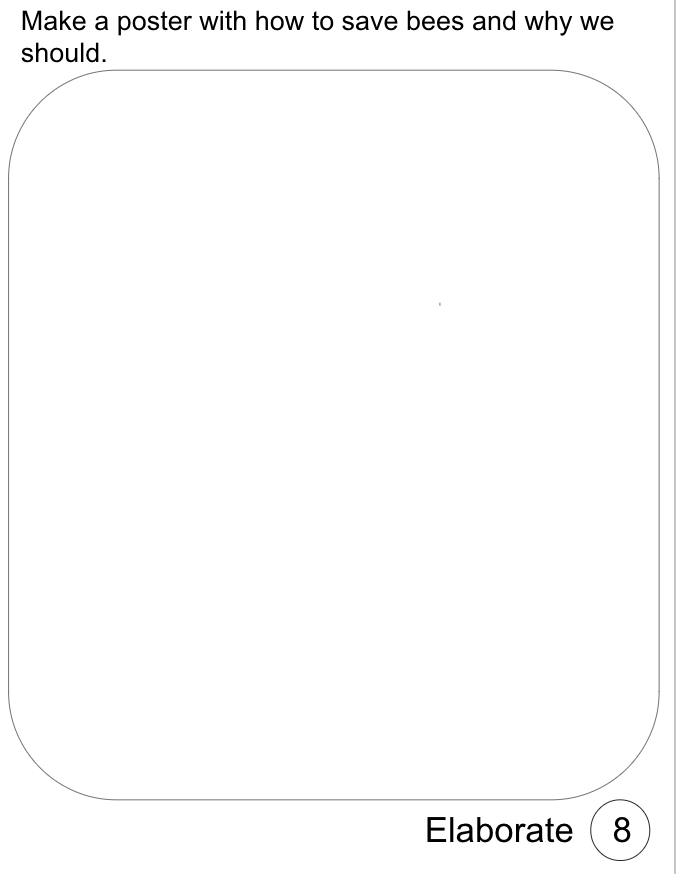 Make a poster with how to save bees and why we
should.
Elaborate 8